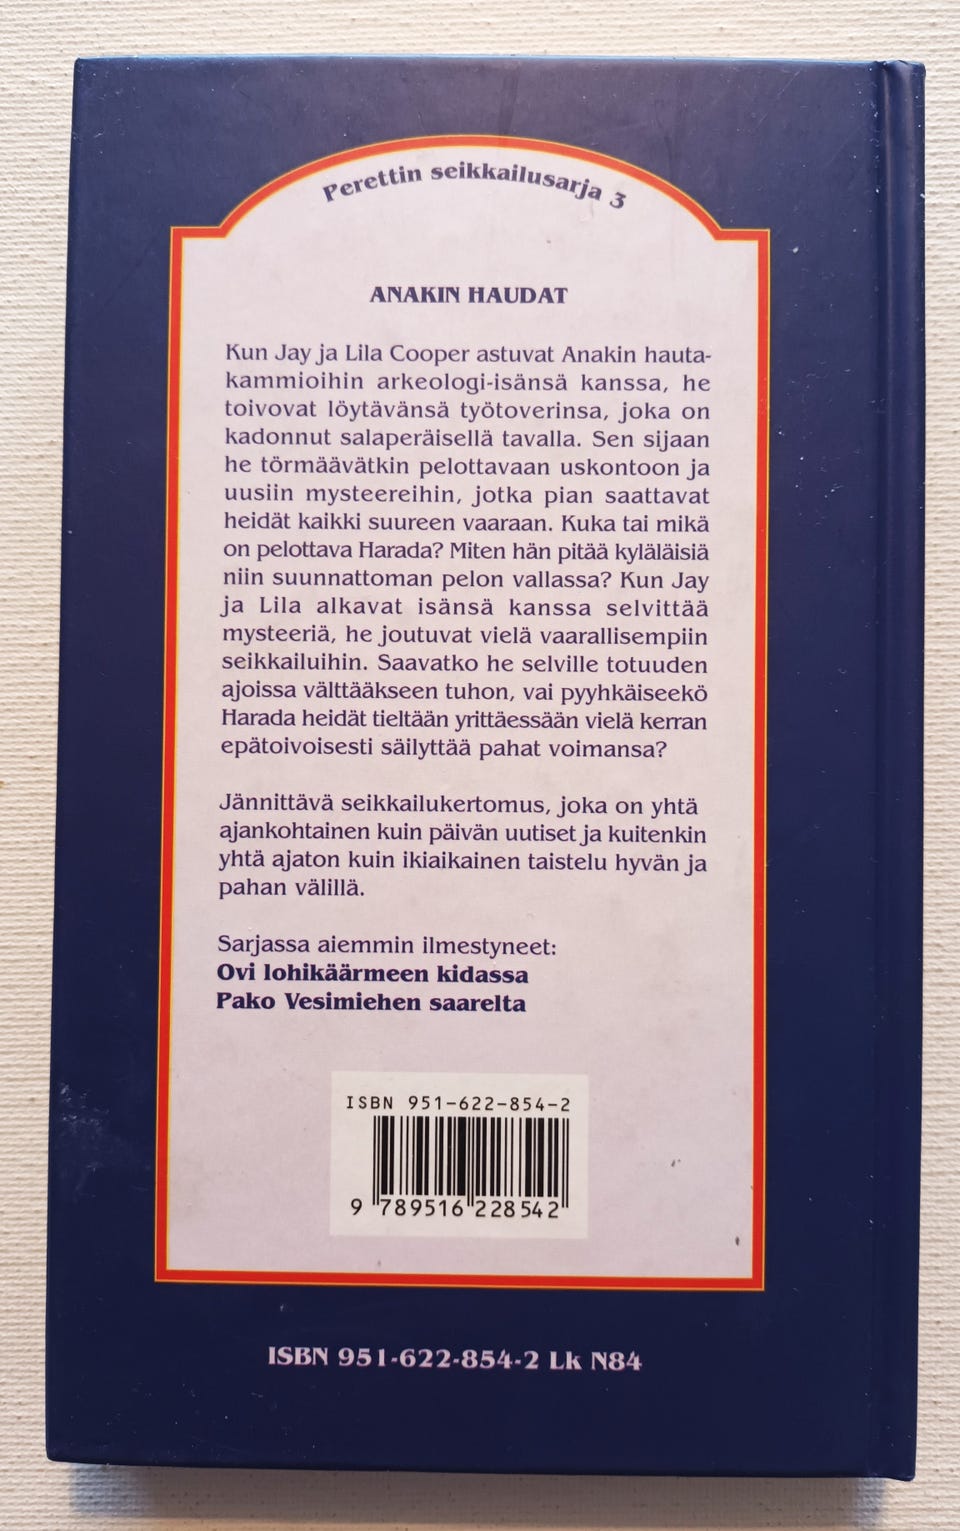 Perettin seikkailusarja 3
ANAKIN HAUDAT
Kun Jay ja Lila Cooper astuvat Anakin hauta-
kammioihin arkeologi-isänsä kanssa, he
toivovat löytävänsä työtoverinsa, joka on
kadonnut salaperäisellä tavalla. Sen sijaan
he törmäävätkin pelottavaan uskontoon ja
uusiin mysteereihin, jotka pian saattavat
heidät kaikki suureen vaaraan. Kuka tai mikä
on pelottava Harada? Miten hän pitää kyläläisiä
niin suunnattoman pelon vallassa? Kun Jay
ja Lila alkavat isänsä kanssa selvittää
mysteeriä, he joutuvat vielä vaarallisempiin
seikkailuihin. Saavatko he selville totuuden
ajoissa välttääkseen tuhon, vai pyyhkäiseekö
Harada heidät tieltään yrittäessään vielä kerran
epätoivoisesti säilyttää pahat voimansa?
Jännittävä seikkailukertomus, joka on yhtä
ajankohtainen kuin päivän uutiset ja kuitenkin
yhtä ajaton kuin ikiaikainen taistelu hyvän ja
pahan välillä.
Sarjassa aiemmin ilmestyneet:
Ovi lohikäärmeen kidassa
Pako Vesimiehen saarelta
ISBN 951-622-854-2
9 789516 228542
ISBN 951-622-854-2 Lk N84